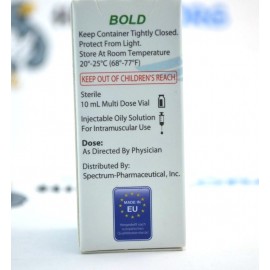 BOLD
Keep Container Tightly Closed.
Protect From Light.
Store At Room Temperature
20°-25°C (68°-77°F)
KEEP OUT OF CHILDREN'S REACH
Sterile
10 mL Multi Dose Vial
Injectable Oily Solution
For Intramuscular Use
Dose:
As Directed By Physician
Distributed By:
Spectrum-Pharmaceutical, Inc.
MADE IN
EU